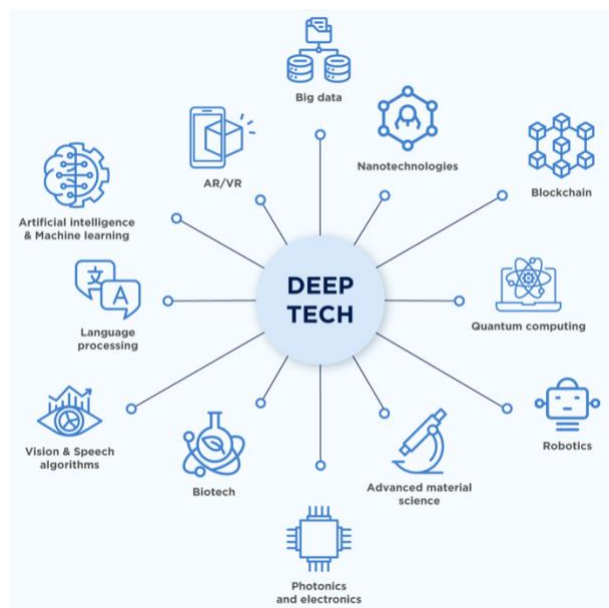 Big data
Nanotechnologies
Blockchain
AR/VR
Artificial intelligence
& Machine learning
DEEP
TECH
文
A
Language
processing
Quantum computing
Vision & Speech
algorithms
Biotech
Advanced material
science
Robotics
Photonics
and electronics